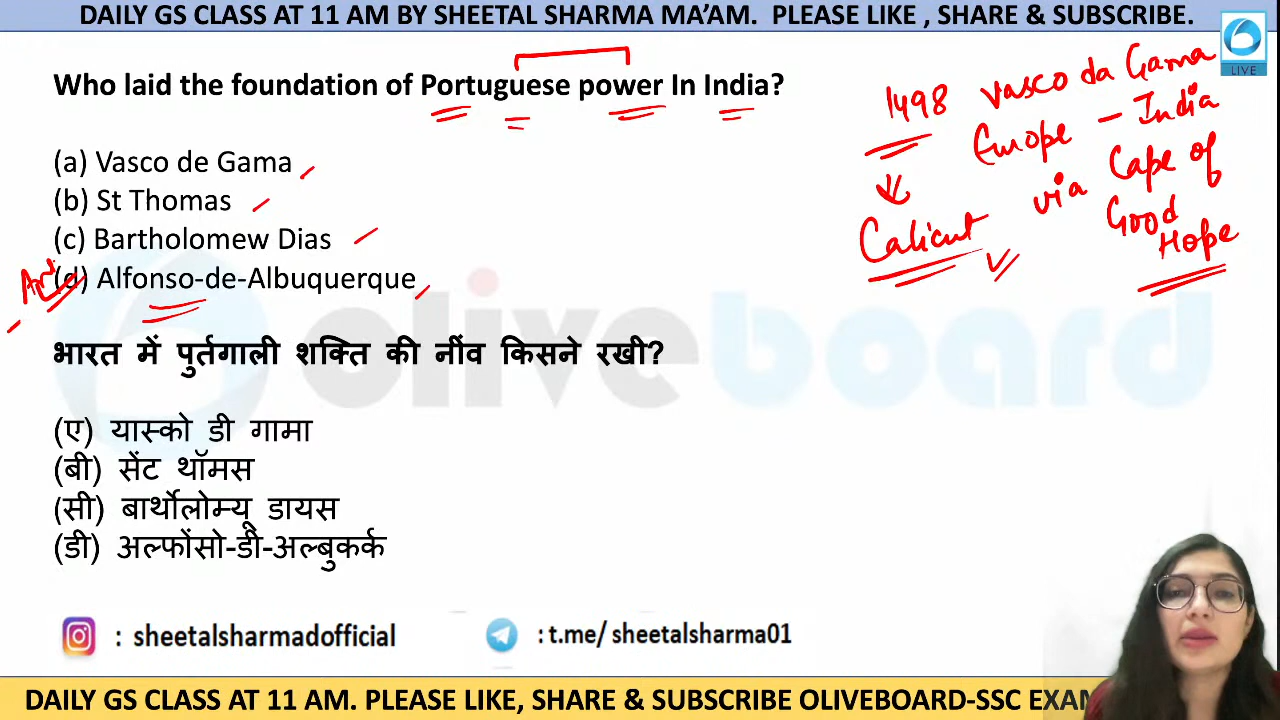 DAILY GS CLASS AT 11 AM BY SHEETAL SHARMA MA’AM. PLEASE LIKE , SHARE & SUBSCRIBE.
LIVE
Who laid the foundation of Portuguese power In India?
(a) Vasco de Gama
(b) St Thomas
(c) Bartholomew Dias
(d) Alfonso-de-Albuquerque
1498 Vasco da Gama
Europe - India
via Cape of
Good
Hope
Calicut
oliveboard
भारत में पुर्तगाली शक्ति की नींव किसने रखी?
(ए) यास्को डी गामा
(बी) सेंट थॉमस
(सी) बार्थोलोम्यू डायस
(डी) अल्फोंसो-डी-अल्बुकर्क
: sheetalsharmadofficial
: t.me/ sheetalsharma01
DAILY GS CLASS AT 11 AM. PLEASE LIKE, SHARE & SUBSCRIBE OLIVEBOARD-SSC EXAM